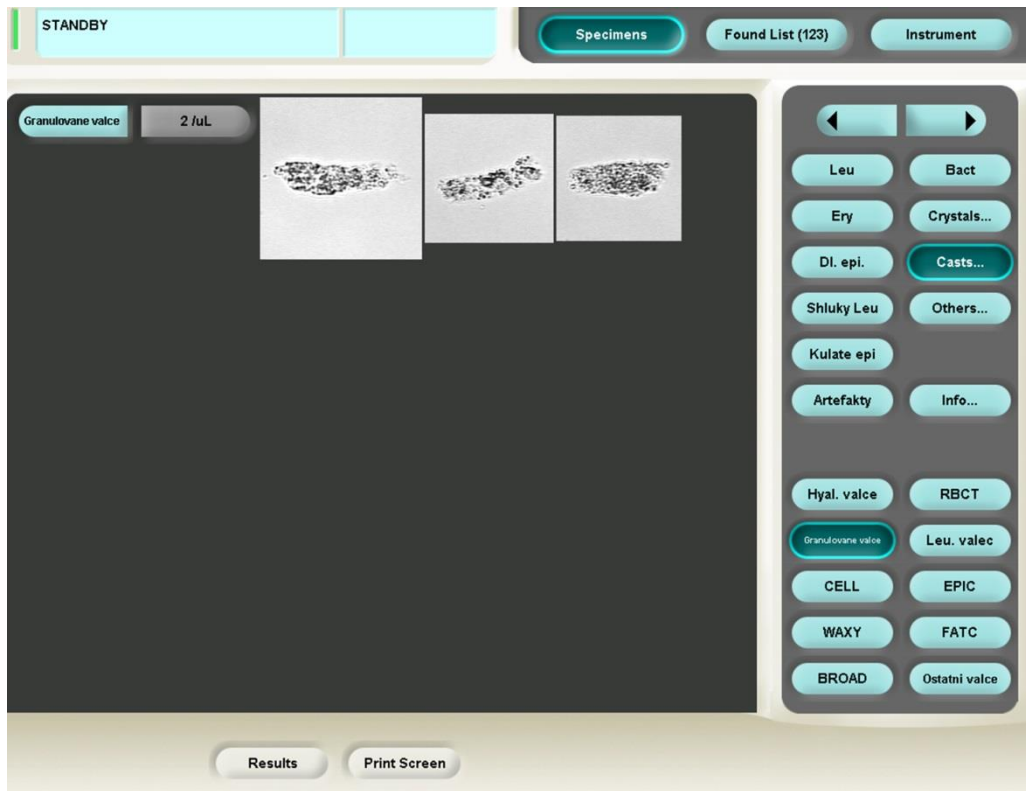 STANDBY
Specimens
Found List (123)
Instrument
Granulovane valce
2 /uL
Leu
Bact
Ery
Crystals...
Dl. epi.
Casts...
Shluky Leu
Others...
Kulate epi
Artefakty
Info...
Hyal. valce
RBCT
Granulovane valce
Leu. valec
CELL
EPIC
WAXY
FATC
BROAD
Ostatni valce
Results
Print Screen